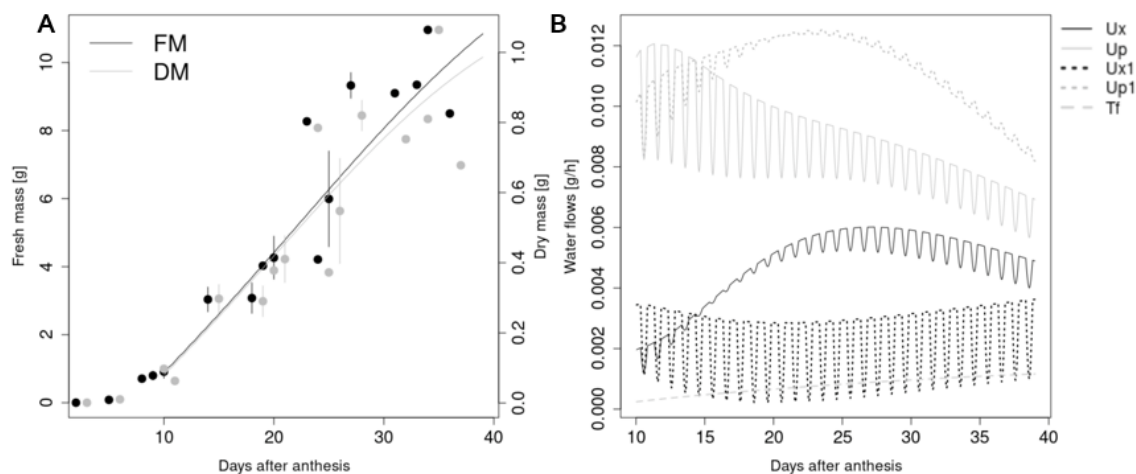 A
FM
DM
Fresh mass [g]
0
2
4
6
8
10
Dry mass [g]
0.0
0.2
0.4
0.6
0.8
1.0
0
10
20
30
40
Days after anthesis
B
Water flows [g/h]
0.000
0.002
0.004
0.006
0.008
0.010
0.012
10
15
20
25
30
35
40
Days after anthesis
Ux
Up
Ux1
Up1
Tf